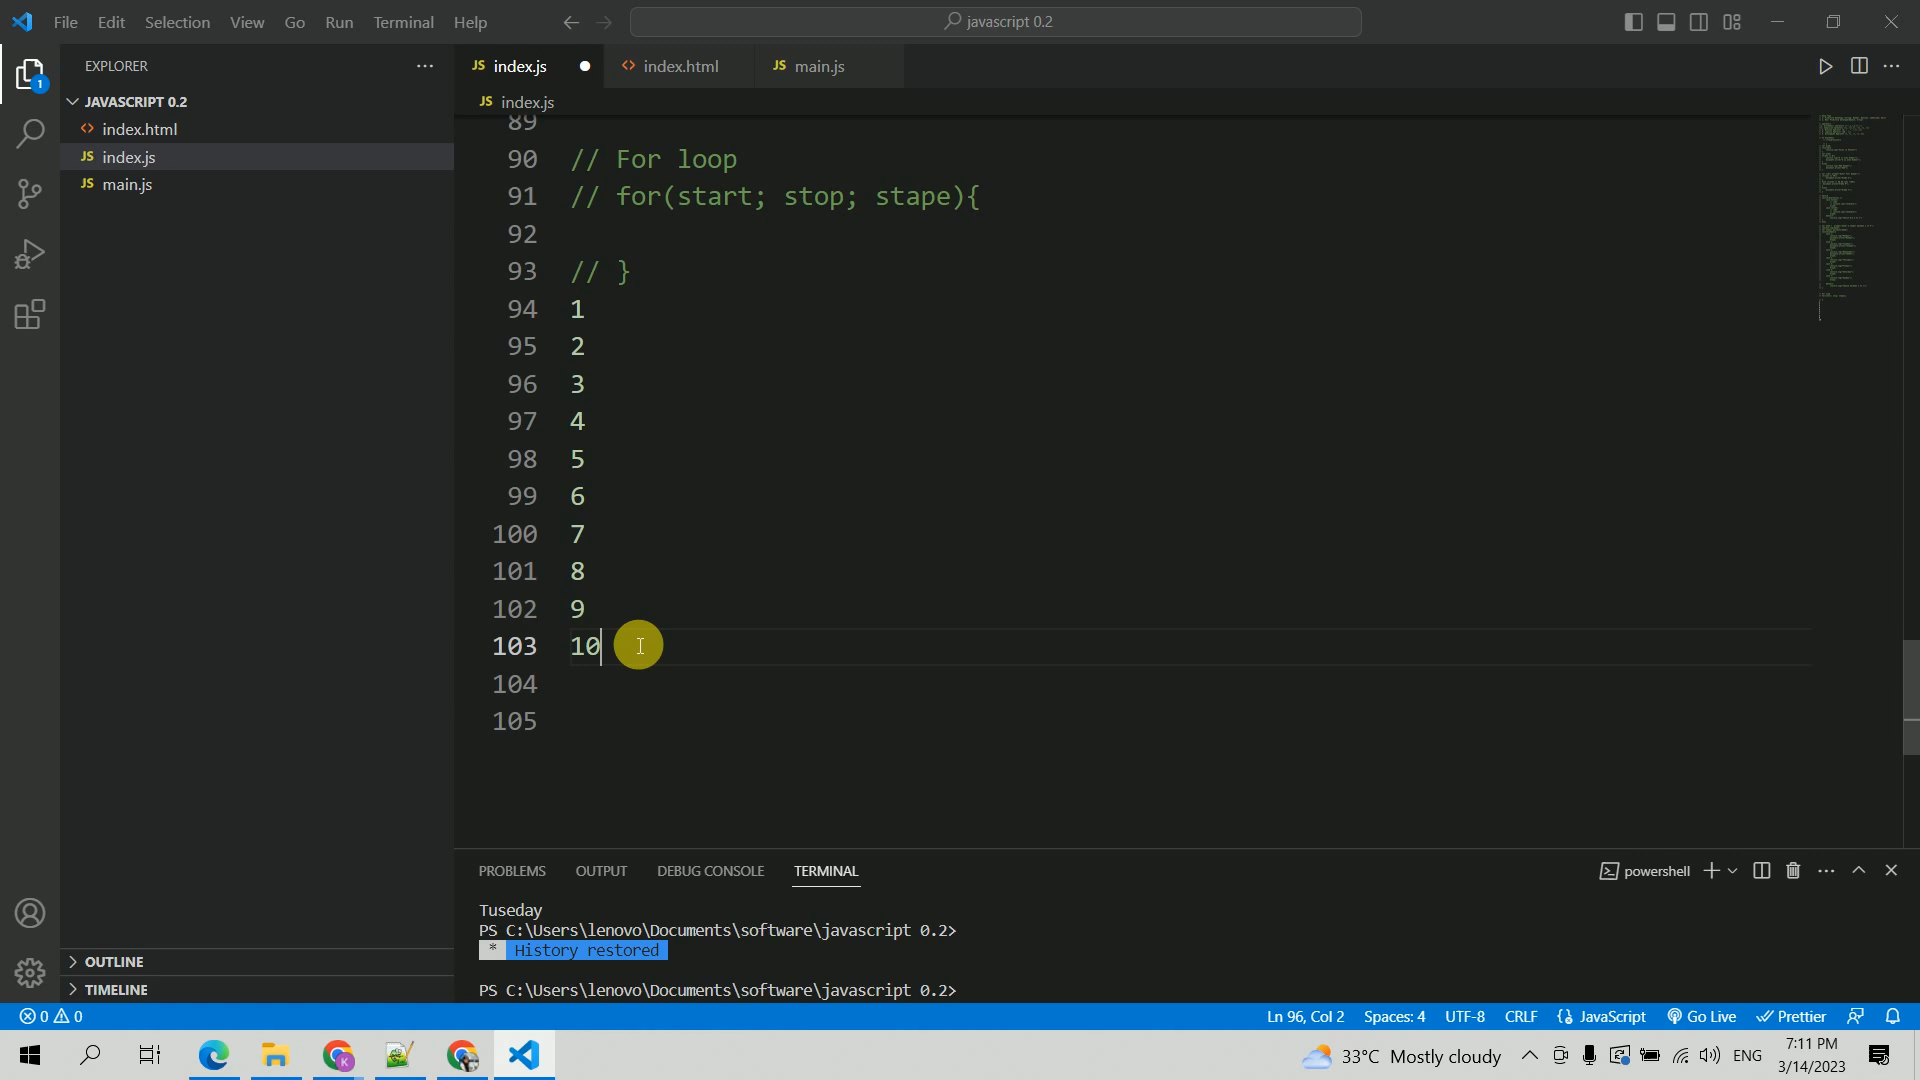 File Edit Selection View Go Run Terminal Help
javascript 0.2
EXPLORER
JS index.js
index.html
JS main.js
JAVASCRIPT 0.2
index.html
JS index.js
JS main.js
JS index.js
89
90 // For loop
91 // for(start; stop; stape){
92
93 // }
94 1
95 2
96 3
97 4
98 5
99 6
100 7
101 8
102 9
103 10
104
105
1
PROBLEMS OUTPUT DEBUG CONSOLE TERMINAL
powershell
Tuseday
PS C:\Users\lenovo\Documents\software\javascript 0.2>
* History restored
PS C:\Users\lenovo\Documents\software\javascript 0.2>
OUTLINE
TIMELINE
0 0
Ln 96, Col 2 Spaces: 4 UTF-8 CRLF {} JavaScript Go Live Prettier
K
33°C Mostly cloudy
ENG
7:11 PM
3/14/2023